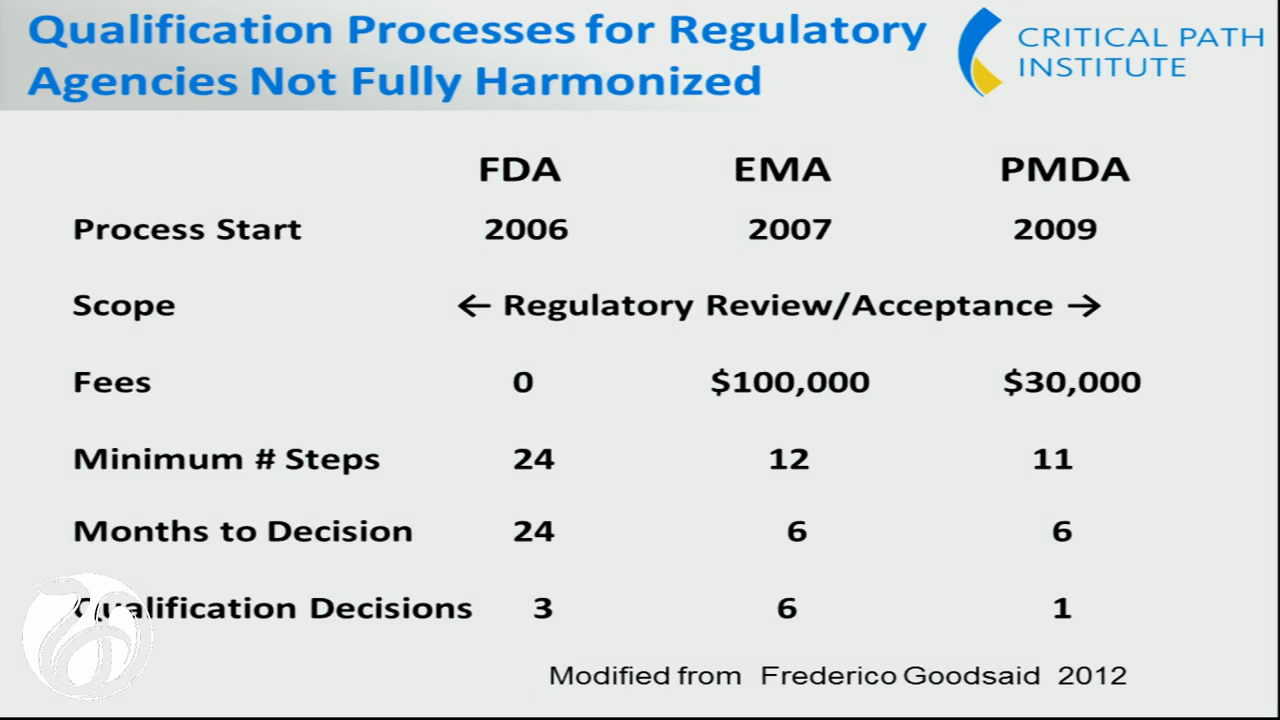 Qualification Processes for Regulatory
Agencies Not Fully Harmonized
CRITICAL PATH
INSTITUTE
FDA EMA PMDA
Process Start 2006 2007 2009
Scope ← Regulatory Review/Acceptance →
Fees 0 $100,000 $30,000
Minimum # Steps 24 12 11
Months to Decision 24 6 6
Qualification Decisions 3 6 1
Modified from Frederico Goodsaid 2012